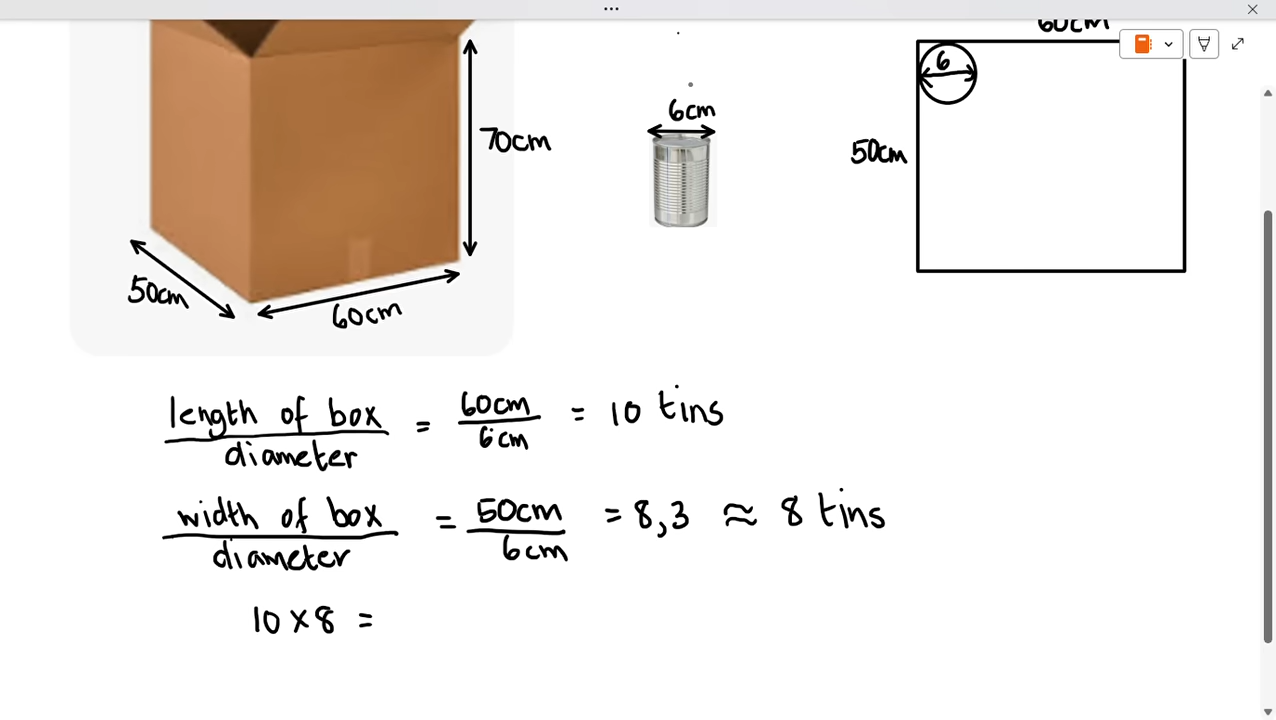 60cm
6
6cm
70cm
50cm
50cm
60cm
length of box / diameter = 60cm / 6cm = 10 tins
width of box / diameter = 50cm / 6cm = 8,3 ≈ 8 tins
10 × 8 =